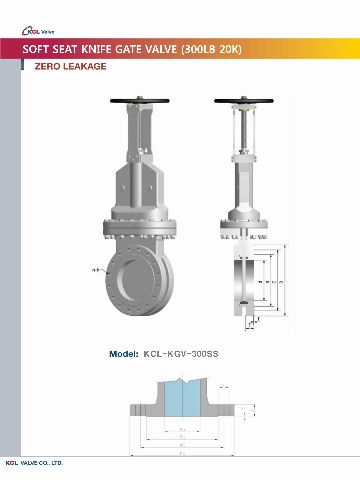 KCL Valve
SOFT SEAT KNIFE GATE VALVE (300LB 20K)
ZERO LEAKAGE
n-h
Model: KCL-KGV-300SS
KCL VALVE CO., LTD.